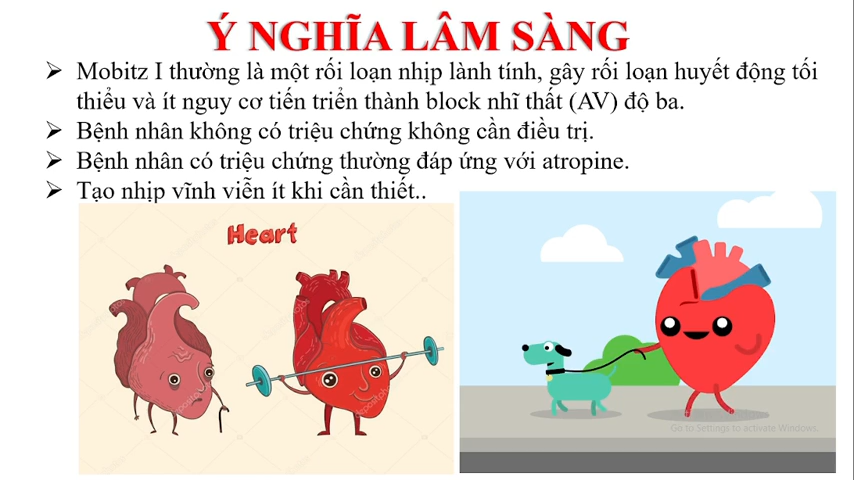 Ý NGHĨA LÂM SÀNG
➤ Mobitz I thường là một rối loạn nhịp lành tính, gây rối loạn huyết động tối
thiểu và ít nguy cơ tiến triển thành block nhĩ thất (AV) độ ba.
➤ Bệnh nhân không có triệu chứng không cần điều trị.
➤ Bệnh nhân có triệu chứng thường đáp ứng với atropine.
➤ Tạo nhịp vĩnh viễn ít khi cần thiết..
Heart
Go to Settings to activate Windows.